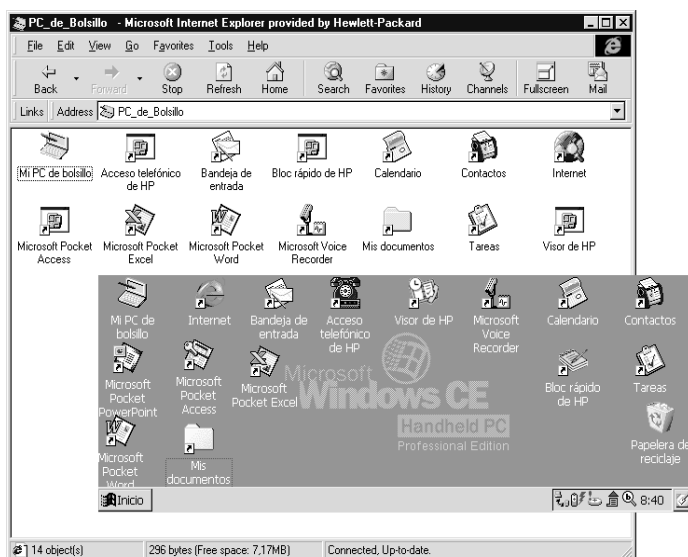 PC_de_Bolsillo - Microsoft Internet Explorer provided by Hewlett-Packard
File Edit View Go Favorites Tools Help
Back Forward Stop Refresh Home Search Favorites History Channels Fullscreen Mail
Links Address PC_de_Bolsillo
Mi PC de bolsillo Acceso telefónico Bandeja de Bloc rápido de HP Calendario Contactos Internet
de HP entrada
Microsoft Pocket Microsoft Pocket Microsoft Pocket Microsoft Voice Mis documentos Tareas Visor de HP
Access Excel Word Recorder
Mi PC de Internet Bandeja de Acceso Visor de HP Microsoft Calendario Contactos
bolsillo entrada telefónico Voice
de HP Recorder
Microsoft
Windows CE
Handheld PC
Professional Edition
Microsoft Microsoft Microsoft Bloc rápido Tareas
Pocket Pocket Pocket Excel de HP
PowerPoint Access
Papelera de
reciclaje
Microsoft Mis
Pocket documentos
Word
Inicio 8:40
14 object(s) 296 bytes (Free space: 7,17MB) Connected, Up-to-date.